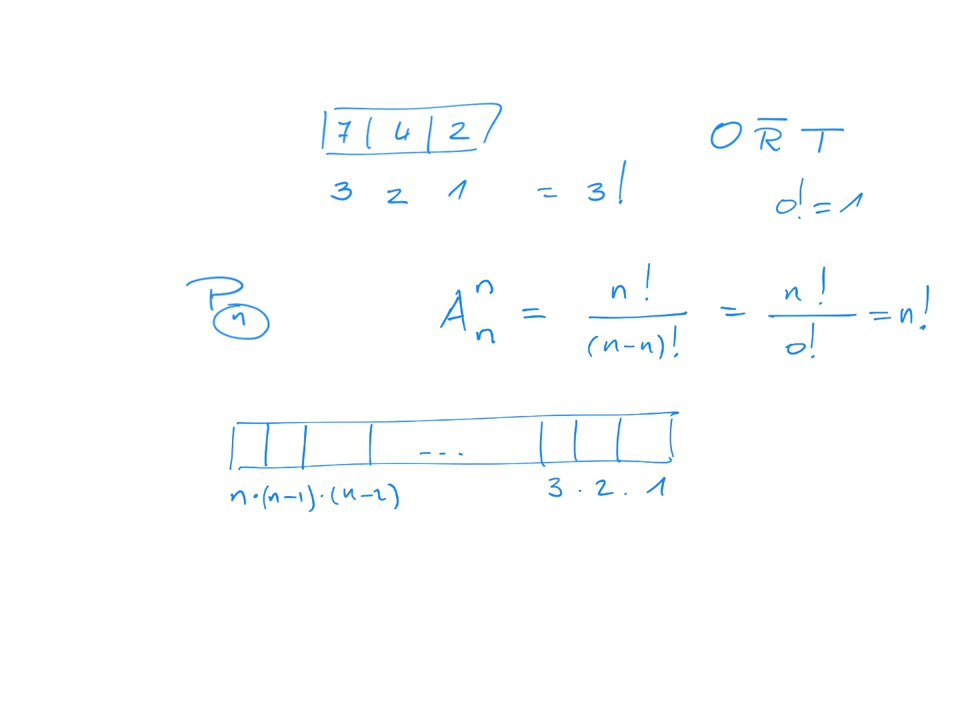 7 | 4 | 2
O R̅ T̅
3 2 1 = 3!
0! = 1
Pₙ
Aₙⁿ = n! / (n-n)! = n! / 0! = n!
...
n·(n-1)·(n-2) 3 · 2 · 1